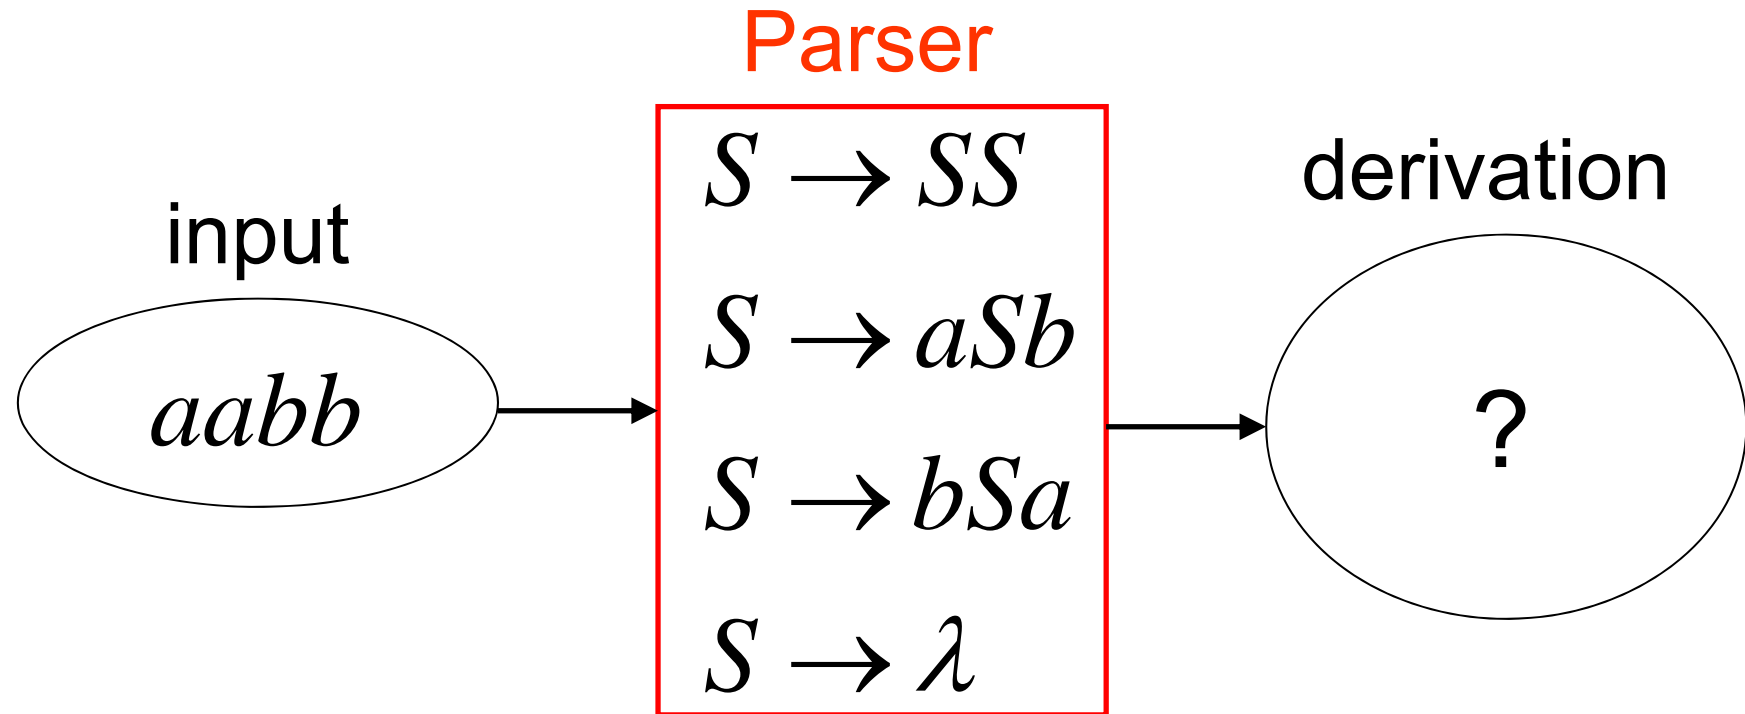 Parser
input
aabb
S → SS
S → aSb
S → bSa
S → λ
derivation
?